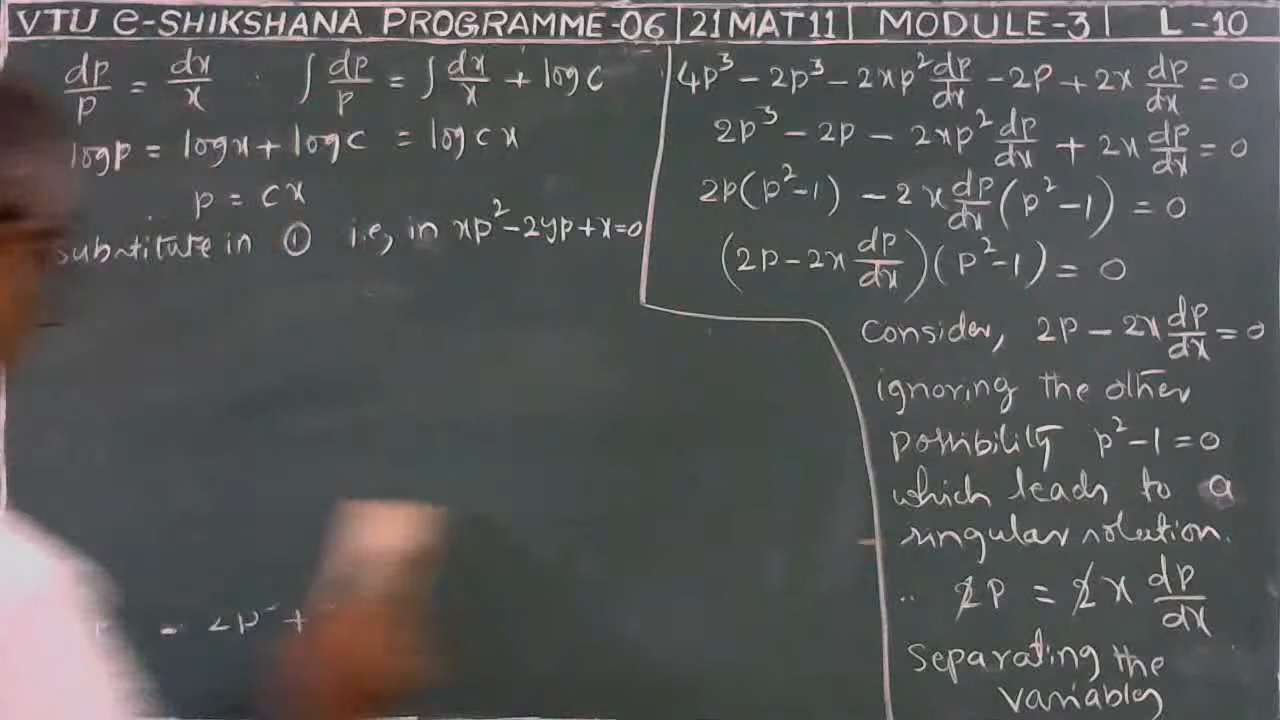 VTU e-SHIKSHANA PROGRAMME-06 | 21MAT11 | MODULE-3 | L-10
dp/p = dx/x ∴ ∫ dp/p = ∫ dx/x + log c
log p = log x + log c = log cx
p = cx
substitute in ① i.e., in xp² - 2yp + x = 0
4p³ - 2p³ - 2xp² dp/dx - 2p + 2x dp/dx = 0
2p³ - 2p - 2xp² dp/dx + 2x dp/dx = 0
2p(p²-1) - 2x dp/dx (p²-1) = 0
(2p - 2x dp/dx)(p²-1) = 0
Consider, 2p - 2x dp/dx = 0
ignoring the other
possibility p²-1 = 0
which leads to a
singular solution.
∴ 2p = 2x dp/dx
Separating the
variables